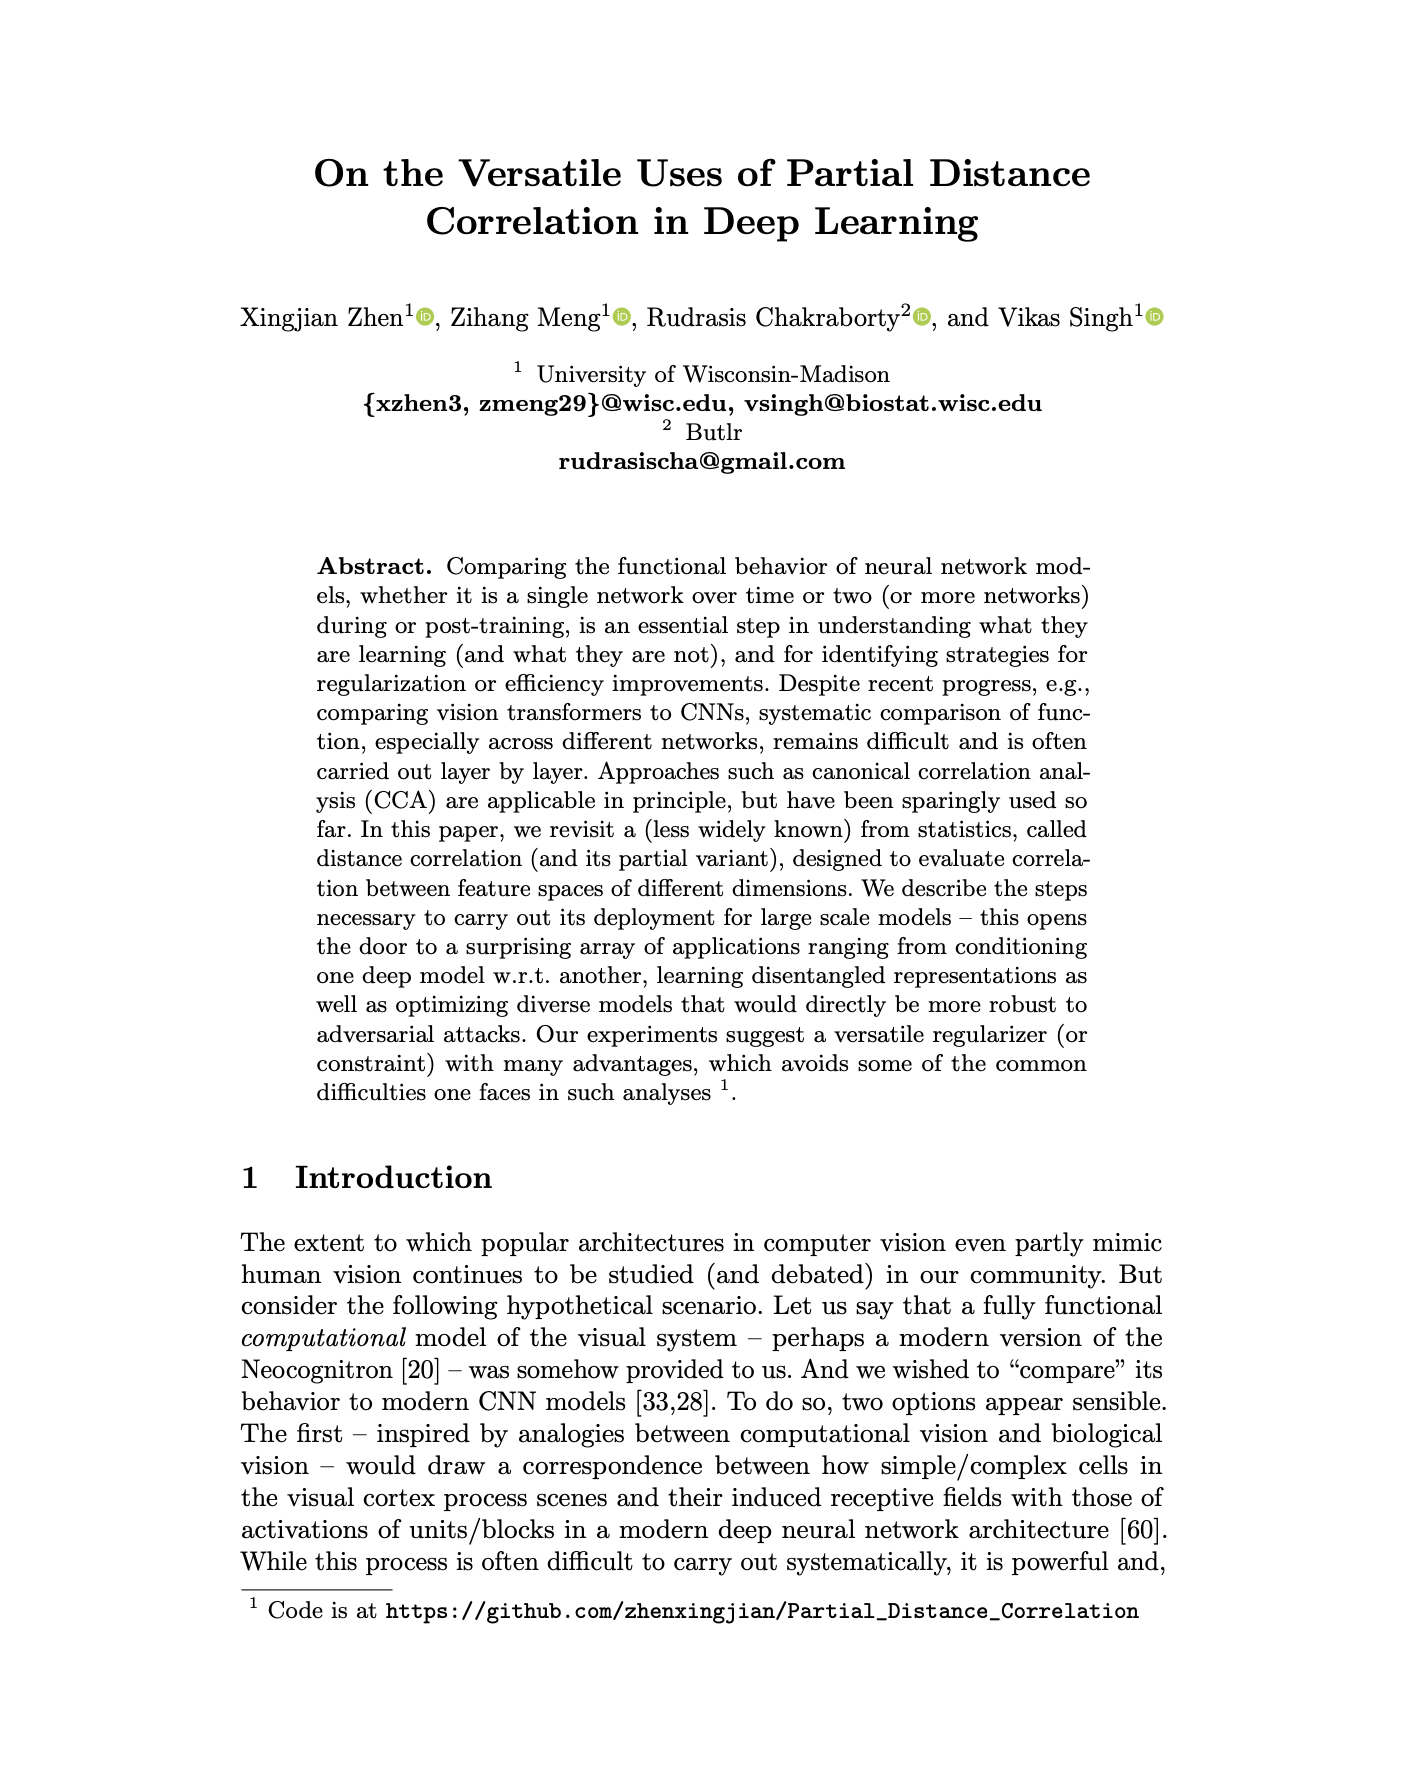 On the Versatile Uses of Partial Distance
Correlation in Deep Learning
Xingjian Zhen1iD, Zihang Meng1iD, Rudrasis Chakraborty2iD, and Vikas Singh1iD
1 University of Wisconsin-Madison
{xzhen3, zmeng29}@wisc.edu, vsingh@biostat.wisc.edu
2 Butlr
rudrasischa@gmail.com
Abstract. Comparing the functional behavior of neural network mod-
els, whether it is a single network over time or two (or more networks)
during or post-training, is an essential step in understanding what they
are learning (and what they are not), and for identifying strategies for
regularization or efficiency improvements. Despite recent progress, e.g.,
comparing vision transformers to CNNs, systematic comparison of func-
tion, especially across different networks, remains difficult and is often
carried out layer by layer. Approaches such as canonical correlation anal-
ysis (CCA) are applicable in principle, but have been sparingly used so
far. In this paper, we revisit a (less widely known) from statistics, called
distance correlation (and its partial variant), designed to evaluate correla-
tion between feature spaces of different dimensions. We describe the steps
necessary to carry out its deployment for large scale models – this opens
the door to a surprising array of applications ranging from conditioning
one deep model w.r.t. another, learning disentangled representations as
well as optimizing diverse models that would directly be more robust to
adversarial attacks. Our experiments suggest a versatile regularizer (or
constraint) with many advantages, which avoids some of the common
difficulties one faces in such analyses 1.
1 Introduction
The extent to which popular architectures in computer vision even partly mimic
human vision continues to be studied (and debated) in our community. But
consider the following hypothetical scenario. Let us say that a fully functional
computational model of the visual system – perhaps a modern version of the
Neocognitron [20] – was somehow provided to us. And we wished to “compare” its
behavior to modern CNN models [33,28]. To do so, two options appear sensible.
The first – inspired by analogies between computational vision and biological
vision – would draw a correspondence between how simple/complex cells in
the visual cortex process scenes and their induced receptive fields with those of
activations of units/blocks in a modern deep neural network architecture [60].
While this process is often difficult to carry out systematically, it is powerful and,
1 Code is at https://github.com/zhenxingjian/Partial_Distance_Correlation